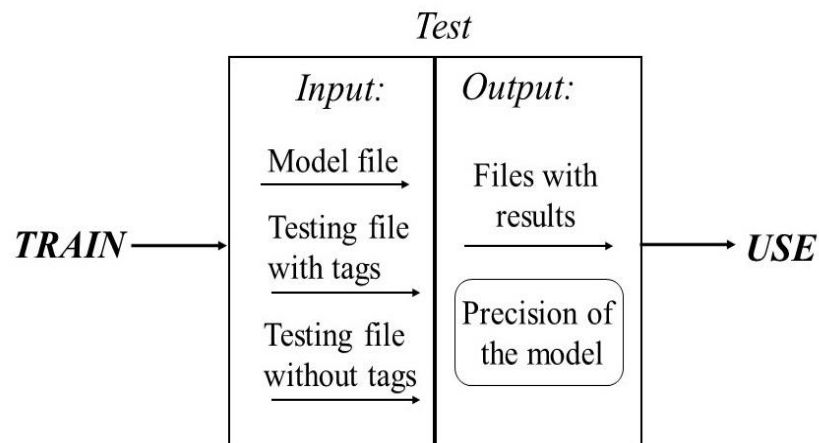 Test
Input:
Output:
Model file
Testing file
with tags
Testing file
without tags
Files with
results
Precision of
the model
TRAIN
USE